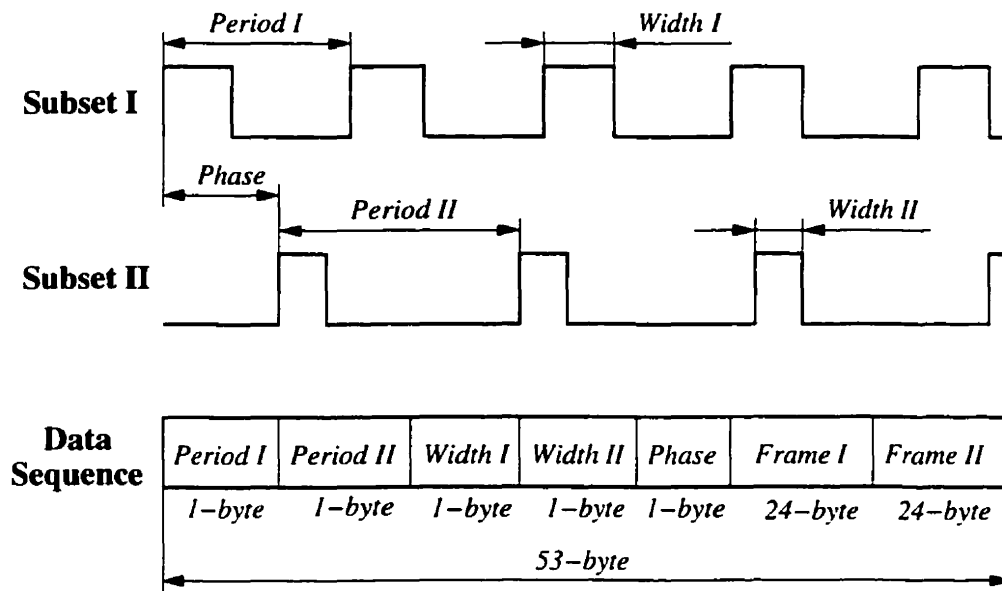 Period I
Width I
Subset I
Phase
Period II
Width II
Subset II
Data
Sequence
Period I
Period II
Width I
Width II
Phase
Frame I
Frame II
1-byte
1-byte
1-byte
1-byte
1-byte
24-byte
24-byte
53-byte